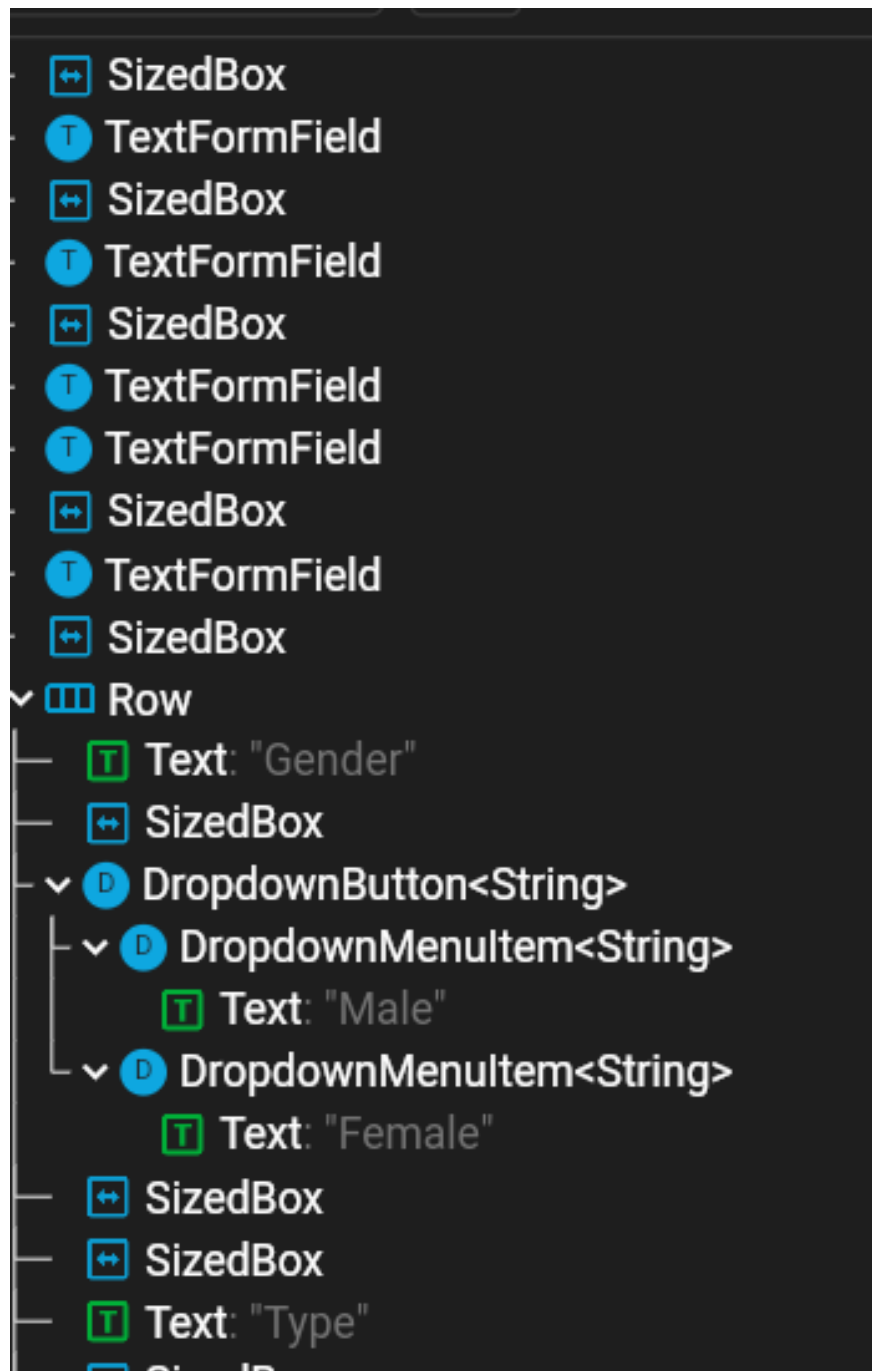 SizedBox
T TextFormField
SizedBox
T TextFormField
SizedBox
T TextFormField
T TextFormField
SizedBox
T TextFormField
SizedBox
Row
T Text: "Gender"
SizedBox
D DropdownButton<String>
D DropdownMenuItem<String>
T Text: "Male"
D DropdownMenuItem<String>
T Text: "Female"
SizedBox
SizedBox
T Text: "Type"